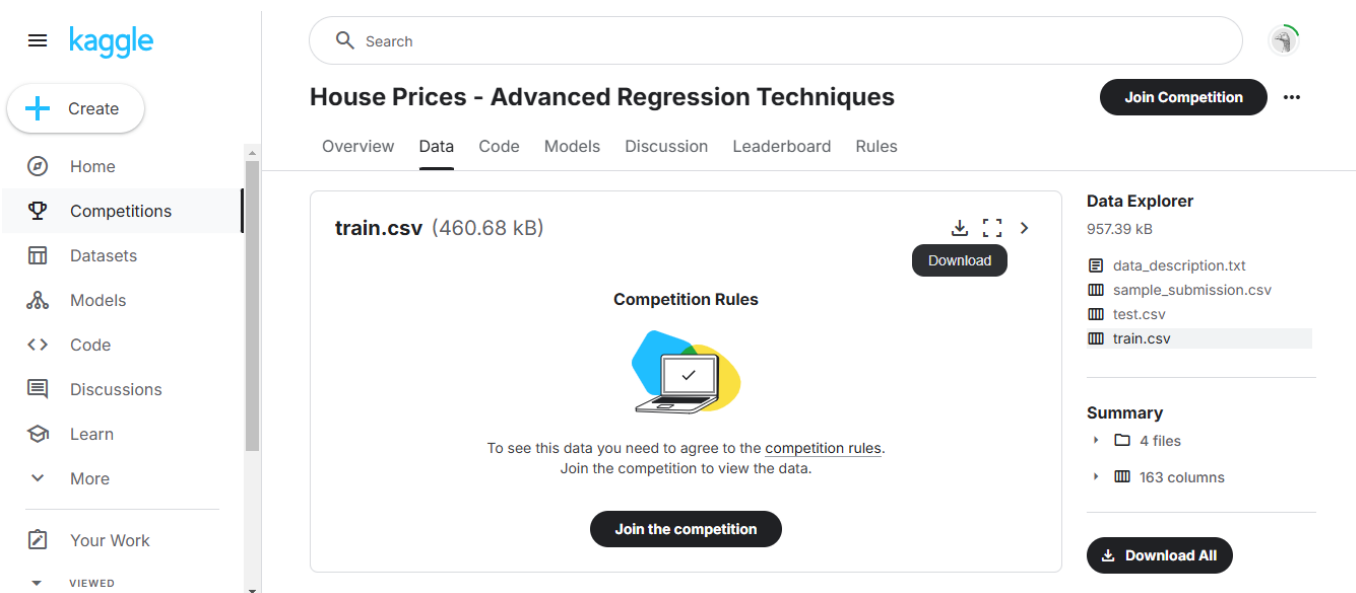 kaggle
Search
Create
Home
Competitions
Datasets
Models
Code
Discussions
Learn
More
Your Work
VIEWED
House Prices - Advanced Regression Techniques
Join Competition
Overview Data Code Models Discussion Leaderboard Rules
train.csv (460.68 kB)
Download
Competition Rules
To see this data you need to agree to the competition rules.
Join the competition to view the data.
Join the competition
Data Explorer
957.39 kB
data_description.txt
sample_submission.csv
test.csv
train.csv
Summary
4 files
163 columns
Download All